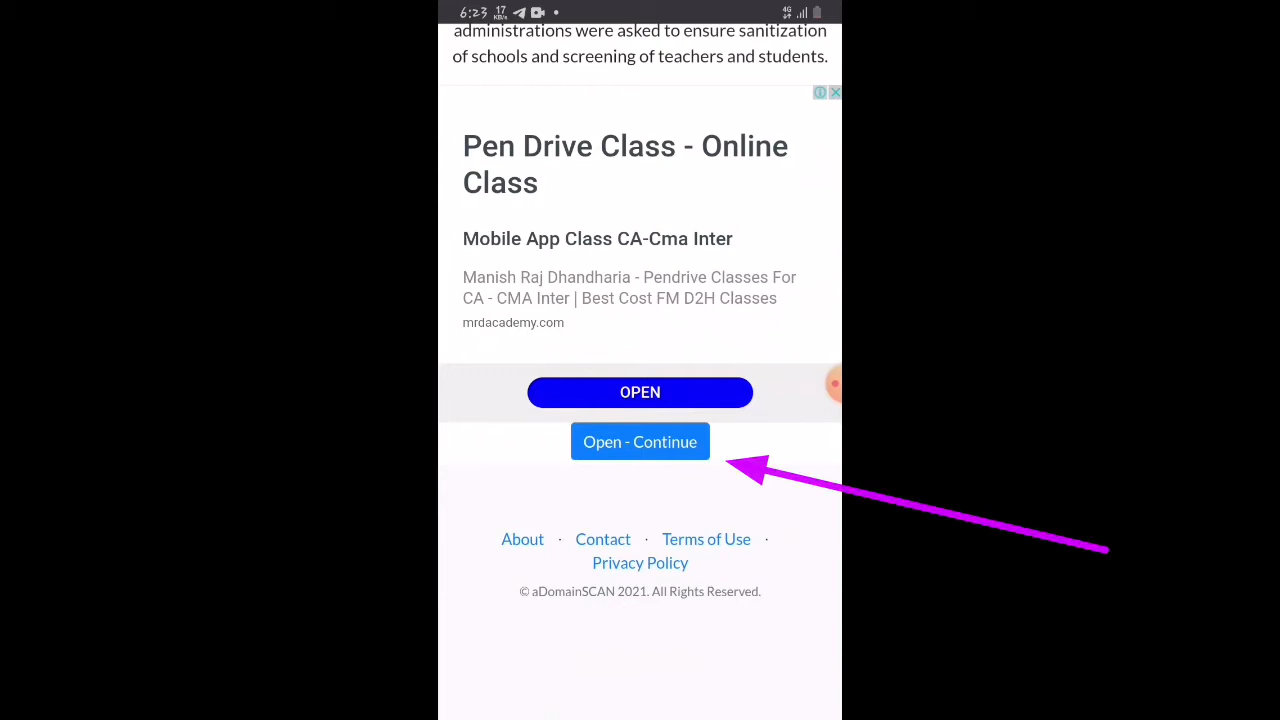 6:23 17 KB/s 4G
administrations were asked to ensure sanitization
of schools and screening of teachers and students.
Pen Drive Class - Online
Class
Mobile App Class CA-Cma Inter
Manish Raj Dhandharia - Pendrive Classes For
CA - CMA Inter | Best Cost FM D2H Classes
mrdacademy.com
OPEN
Open - Continue
About · Contact · Terms of Use ·
Privacy Policy
© aDomainSCAN 2021. All Rights Reserved.